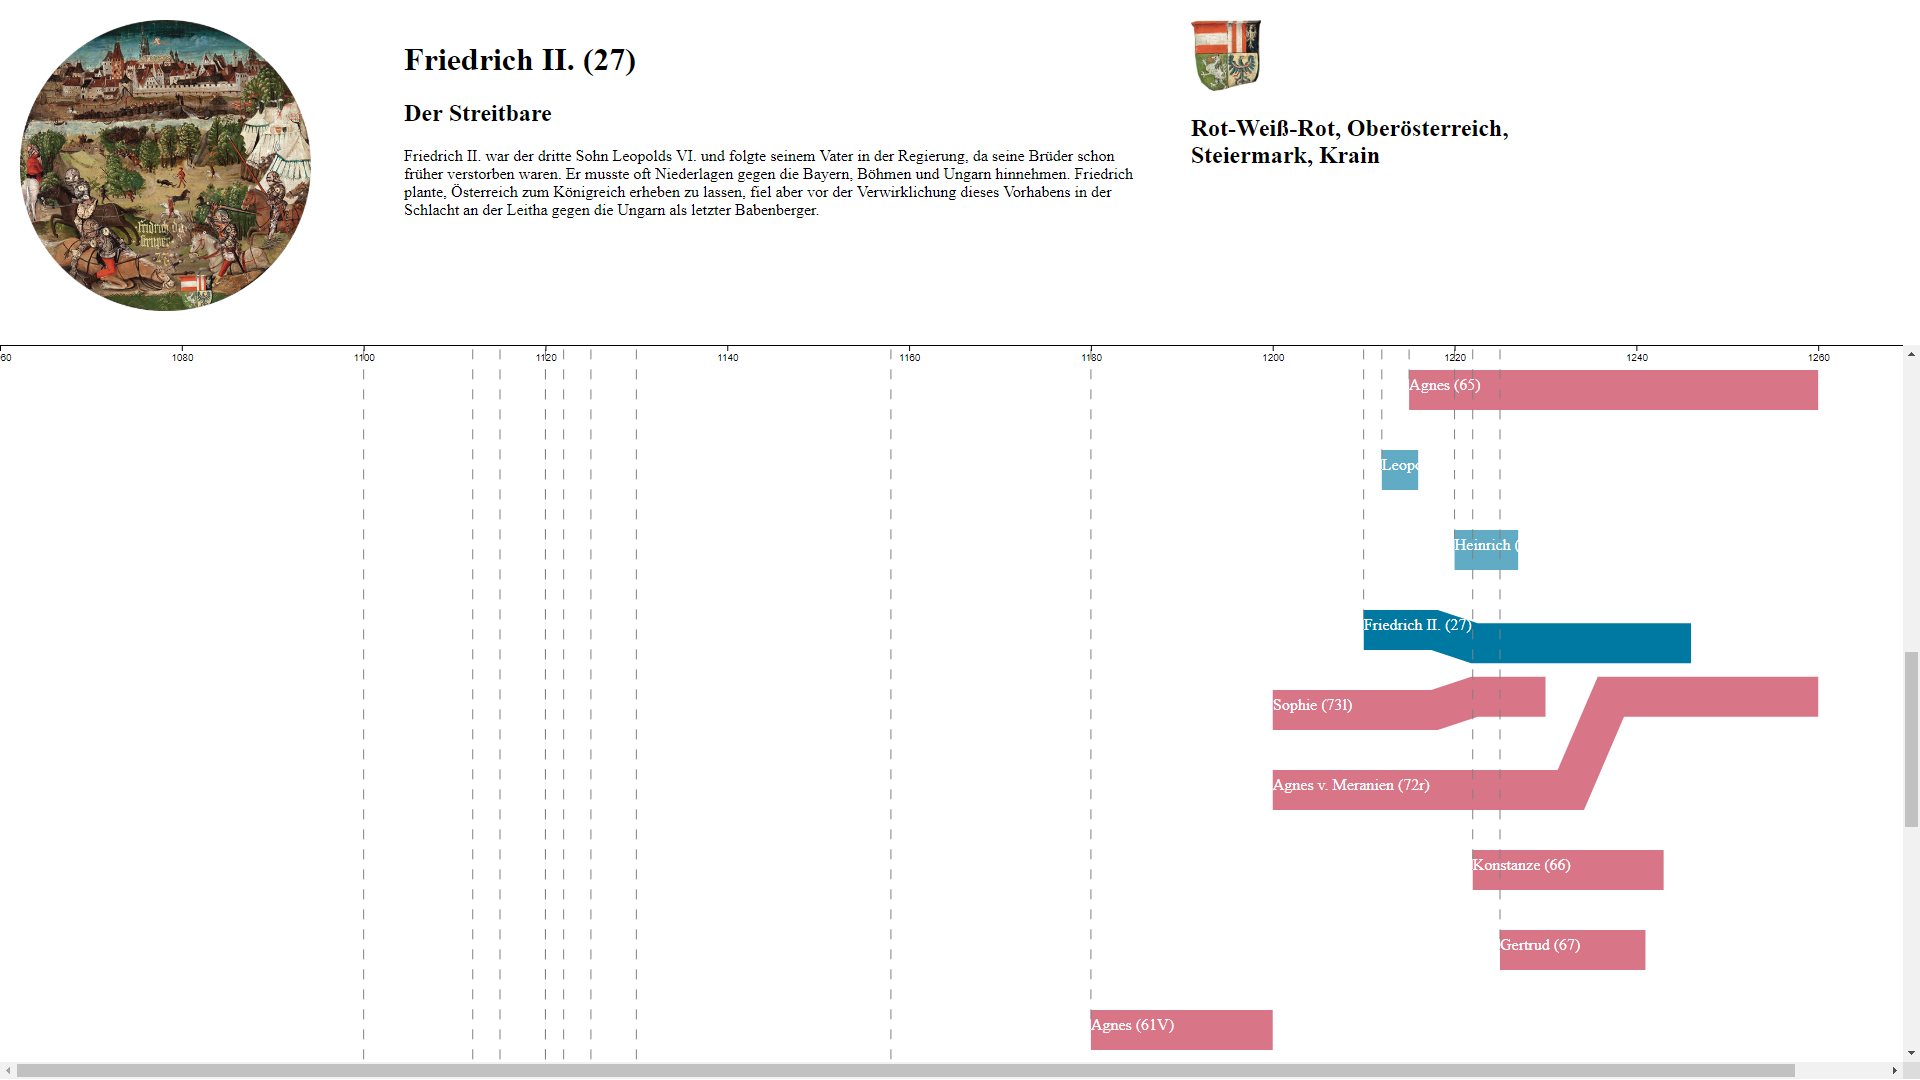 Friedrich II. (27)
Der Streitbare
Friedrich II. war der dritte Sohn Leopolds VI. und folgte seinem Vater in der Regierung, da seine Brüder schon
früher verstorben waren. Er musste oft Niederlagen gegen die Bayern, Böhmen und Ungarn hinnehmen. Friedrich
plante, Österreich zum Königreich erheben zu lassen, fiel aber vor der Verwirklichung dieses Vorhabens in der
Schlacht an der Leitha gegen die Ungarn als letzter Babenberger.
Rot-Weiß-Rot, Oberösterreich,
Steiermark, Krain
60 1080 1100 1120 1140 1160 1180 1200 1220 1240 1260
Agnes (65)
Leopo
Heinrich (
Friedrich II. (27)
Sophie (73l)
Agnes v. Meranien (72r)
Konstanze (66)
Gertrud (67)
Agnes (61V)